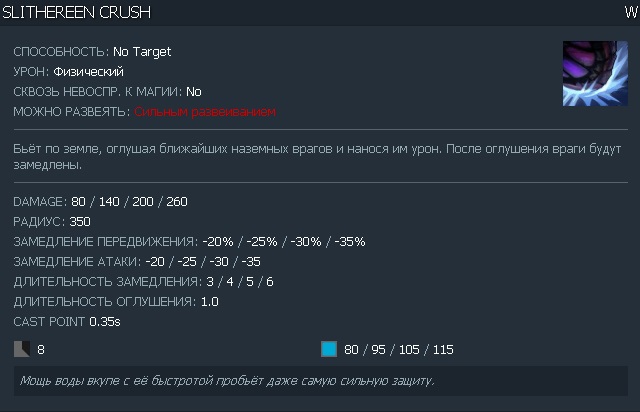 SLITHEREEN CRUSH W
СПОСОБНОСТЬ: No Target
УРОН: Физический
СКВОЗЬ НЕВОСПР. К МАГИИ: No
МОЖНО РАЗВЕЯТЬ: Сильным развеиванием
Бьёт по земле, оглушая ближайших наземных врагов и нанося им урон. После оглушения враги будут
замедлены.
DAMAGE: 80 / 140 / 200 / 260
РАДИУС: 350
ЗАМЕДЛЕНИЕ ПЕРЕДВИЖЕНИЯ: -20% / -25% / -30% / -35%
ЗАМЕДЛЕНИЕ АТАКИ: -20 / -25 / -30 / -35
ДЛИТЕЛЬНОСТЬ ЗАМЕДЛЕНИЯ: 3 / 4 / 5 / 6
ДЛИТЕЛЬНОСТЬ ОГЛУШЕНИЯ: 1.0
CAST POINT 0.35s
8 80 / 95 / 105 / 115
Мощь воды вкупе с её быстротой пробьёт даже самую сильную защиту.